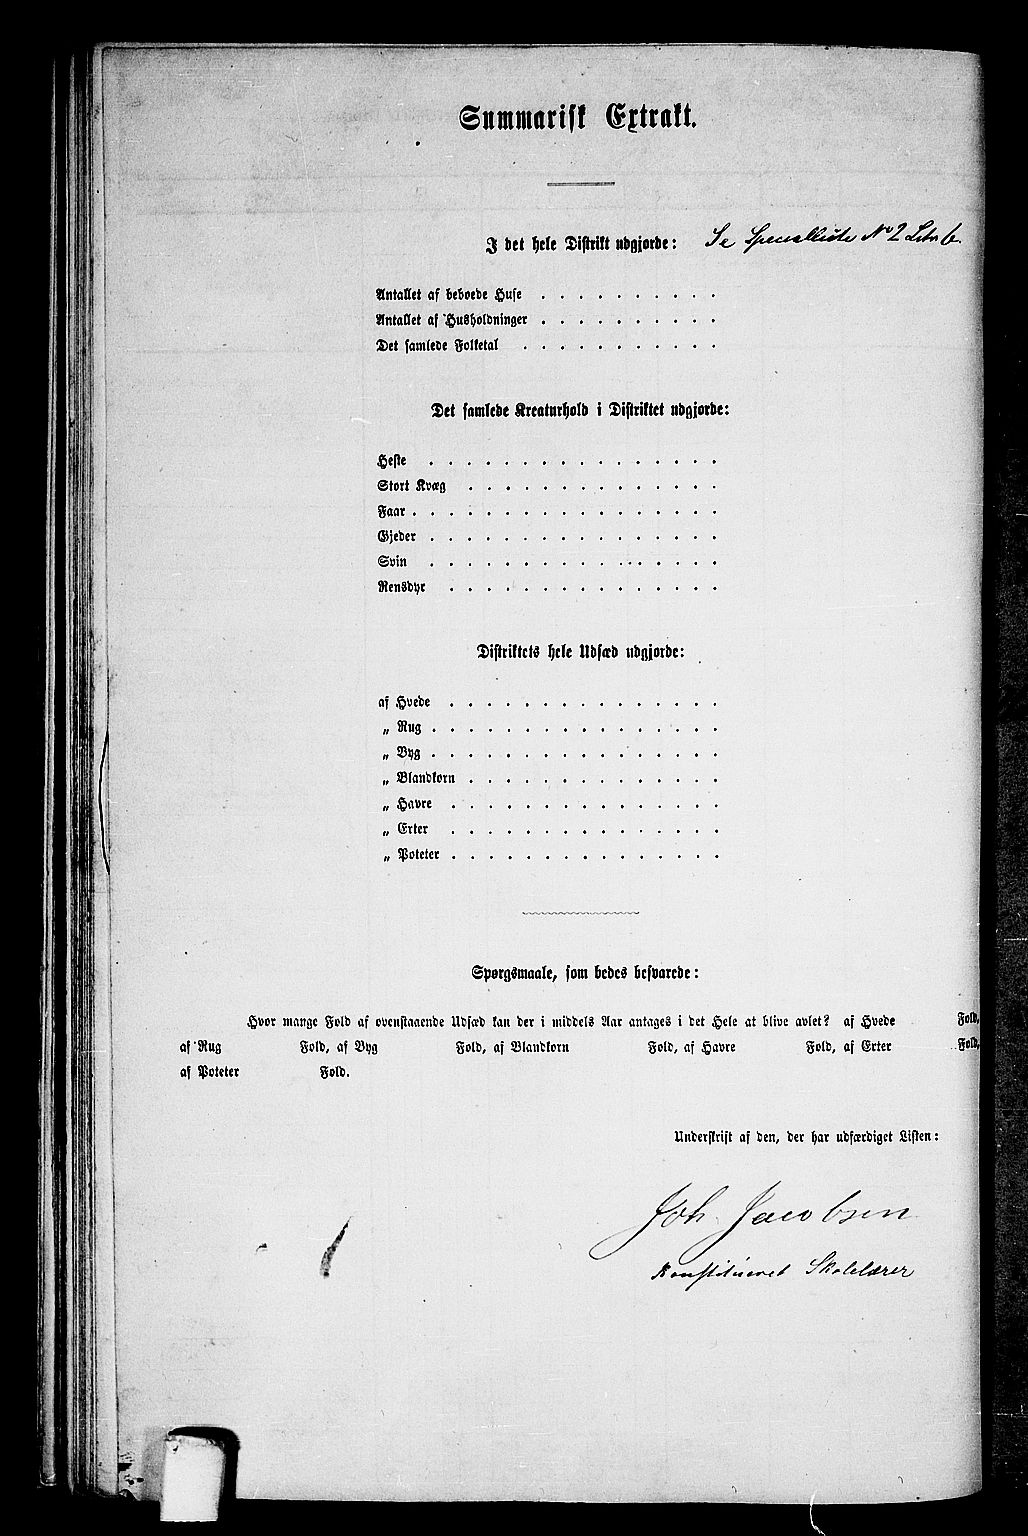 Summarisk Extrakt.
I det hele Distrikt udgjorde: Se Specialliste No 2 Litr b.
Antallet af beboede Huse . . . . . . . . . .
Antallet af Husholdninger . . . . . . . . . .
Det samlede Folketal . . . . . . . . . . .
Det samlede Kreaturhold i Distriktet udgjorde:
Heste . . . . . . . . . . . . . . . .
Stort Kvæg . . . . . . . . . . . . . .
Faar . . . . . . . . . . . . . . . . .
Gjeder . . . . . . . . . . . . . . . .
Svin . . . . . . . . . . . . . . . .
Rensdyr . . . . . . . . . . . . . . .
Distriktets hele Udsæd udgjorde:
af Hvede . . . . . . . . . . . . . . .
„ Rug . . . . . . . . . . . . . . . .
„ Byg . . . . . . . . . . . . . . . .
„ Blandkorn . . . . . . . . . . . . . .
„ Havre . . . . . . . . . . . . . . .
„ Erter . . . . . . . . . . . . . . .
„ Poteter . . . . . . . . . . . . . . .
Spørgsmaale, som bedes besvarede:
Hvor mange Fold af ovenstaaende Udsæd kan der i middels Aar antages i det Hele at blive avlet? af Hvede Fold,
af Rug Fold, af Byg Fold, af Blandkorn Fold, af Havre Fold, af Erter Fold,
af Poteter Fold.
Underskrift af den, der har udfærdiget Listen:
Joh. Jacobsen
Konstitueret Skolelærer